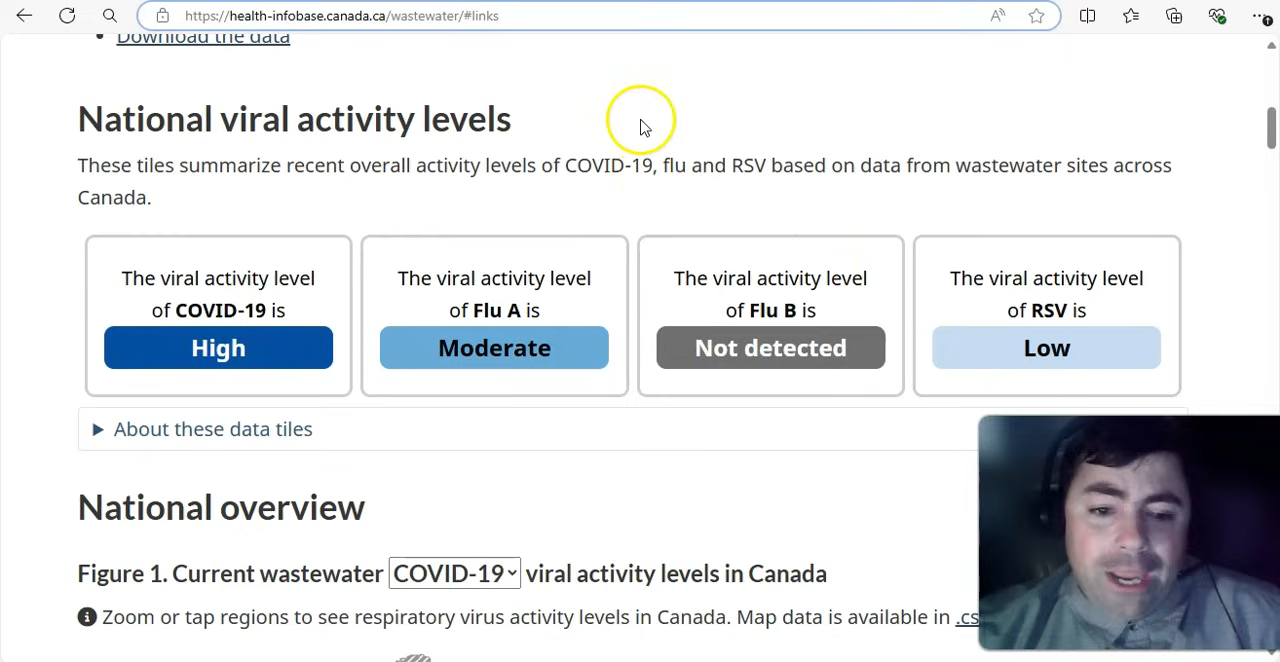 https://health-infobase.canada.ca/wastewater/#links
Download the data
National viral activity levels
These tiles summarize recent overall activity levels of COVID-19, flu and RSV based on data from wastewater sites across
Canada.
The viral activity level
of COVID-19 is
High
The viral activity level
of Flu A is
Moderate
The viral activity level
of Flu B is
Not detected
The viral activity level
of RSV is
Low
About these data tiles
National overview
Figure 1. Current wastewater COVID-19 viral activity levels in Canada
Zoom or tap regions to see respiratory virus activity levels in Canada. Map data is available in .cs